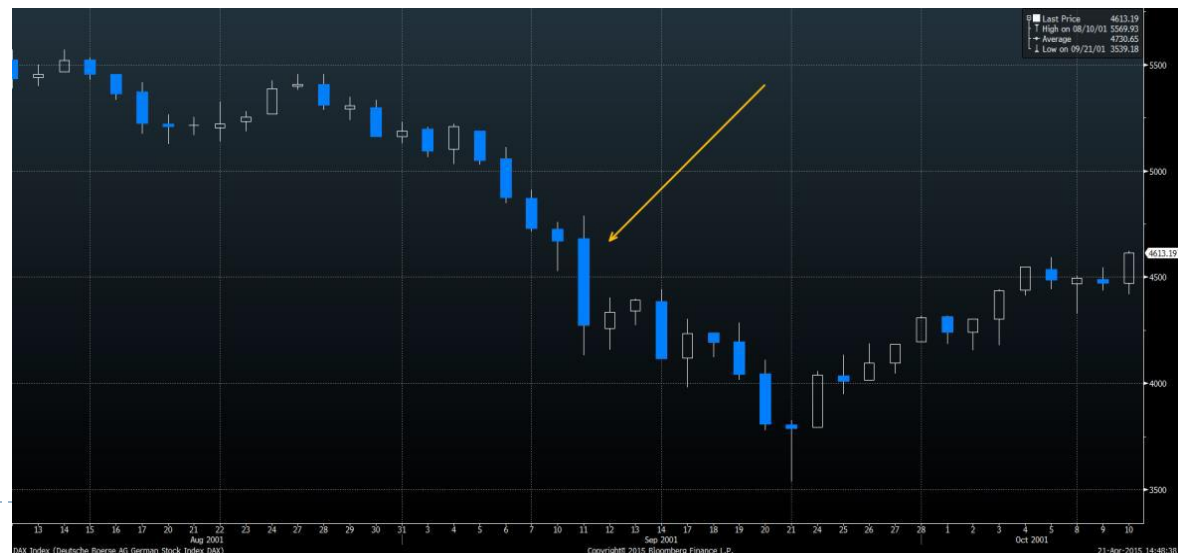 Last Price 4613.19
High on 08/10/01 5569.93
Average 4730.65
Low on 09/21/01 3539.18
5500
5000
4613.19
4500
4000
3500
13 14 15 16 17 20 21 22 23 24 27 28 29 30 31 3 4 5 6 7 10 11 12 13 14 17 18 19 20 21 24 25 26 27 28 1 2 3 4 5 8 9 10
Aug 2001 Sep 2001 Oct 2001
DAX Index (Deutsche Boerse AG German Stock Index DAX) Copyright© 2015 Bloomberg Finance L.P. 21-Apr-2015 14:48:38